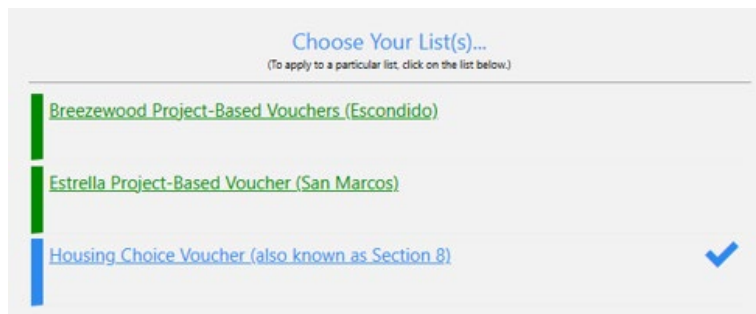 Choose Your List(s)...
(To apply to a particular list, click on the list below.)
Breezewood Project-Based Vouchers (Escondido)
Estrella Project-Based Voucher (San Marcos)
Housing Choice Voucher (also known as Section 8)